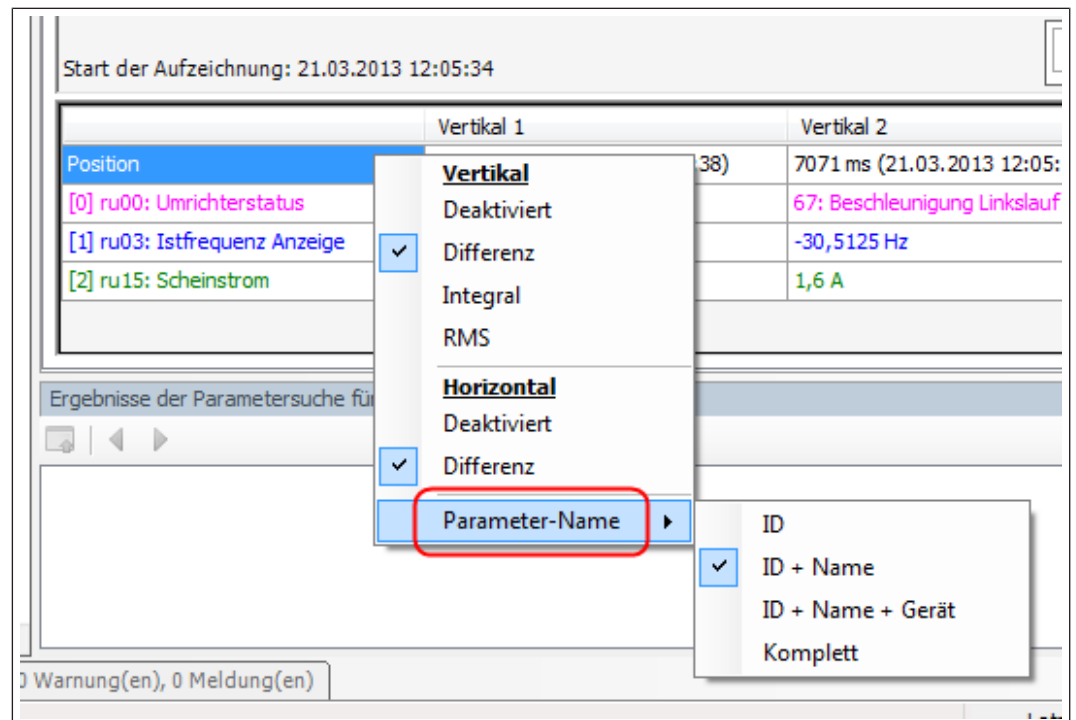 Start der Aufzeichnung: 21.03.2013 12:05:34
Vertikal 1 Vertikal 2
Position 38) 7071 ms (21.03.2013 12:05:
[0] ru00: Umrichterstatus 67: Beschleunigung Linkslauf
[1] ru03: Istfrequenz Anzeige -30,5125 Hz
[2] ru15: Scheinstrom 1,6 A
Vertikal
Deaktiviert
Differenz
Integral
RMS
Horizontal
Deaktiviert
Differenz
Parameter-Name
ID
ID + Name
ID + Name + Gerät
Komplett
Ergebnisse der Parametersuche für
0 Warnung(en), 0 Meldung(en)